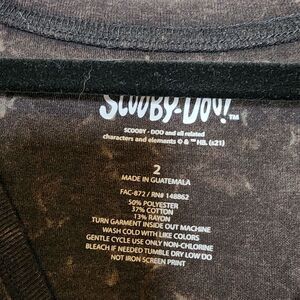 SCOOBY-DOO!™
SCOOBY - DOO and all related
characters and elements © & ™ HB. (s21)
2
MADE IN GUATEMALA
FAC-872 / RN# 148862
50% POLYESTER
37% COTTON
13% RAYON
TURN GARMENT INSIDE OUT MACHINE
WASH COLD WITH LIKE COLORS
GENTLE CYCLE USE ONLY NON-CHLORINE
BLEACH IF NEEDED TUMBLE DRY LOW DO
NOT IRON SCREEN PRINT